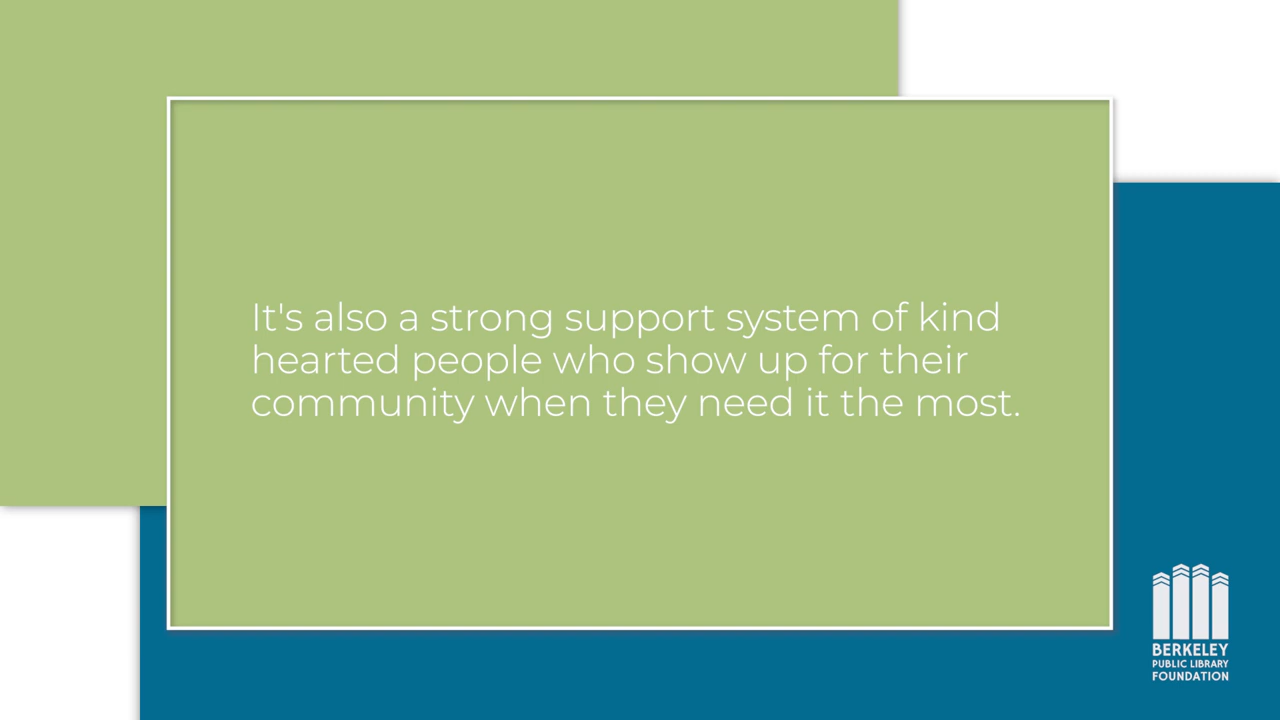 It's also a strong support system of kind
hearted people who show up for their
community when they need it the most.
BERKELEY
PUBLIC LIBRARY
FOUNDATION